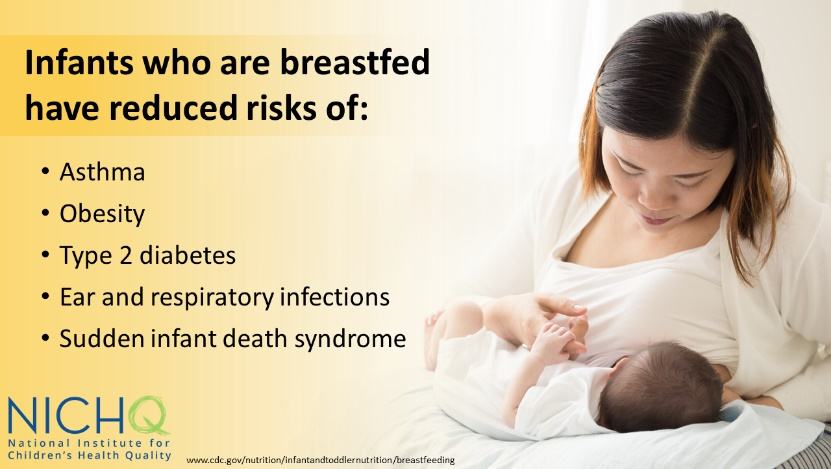 Infants who are breastfed
have reduced risks of:
• Asthma
• Obesity
• Type 2 diabetes
• Ear and respiratory infections
• Sudden infant death syndrome
NICHQ
National Institute for
Children's Health Quality
www.cdc.gov/nutrition/infantandtoddlernutrition/breastfeeding